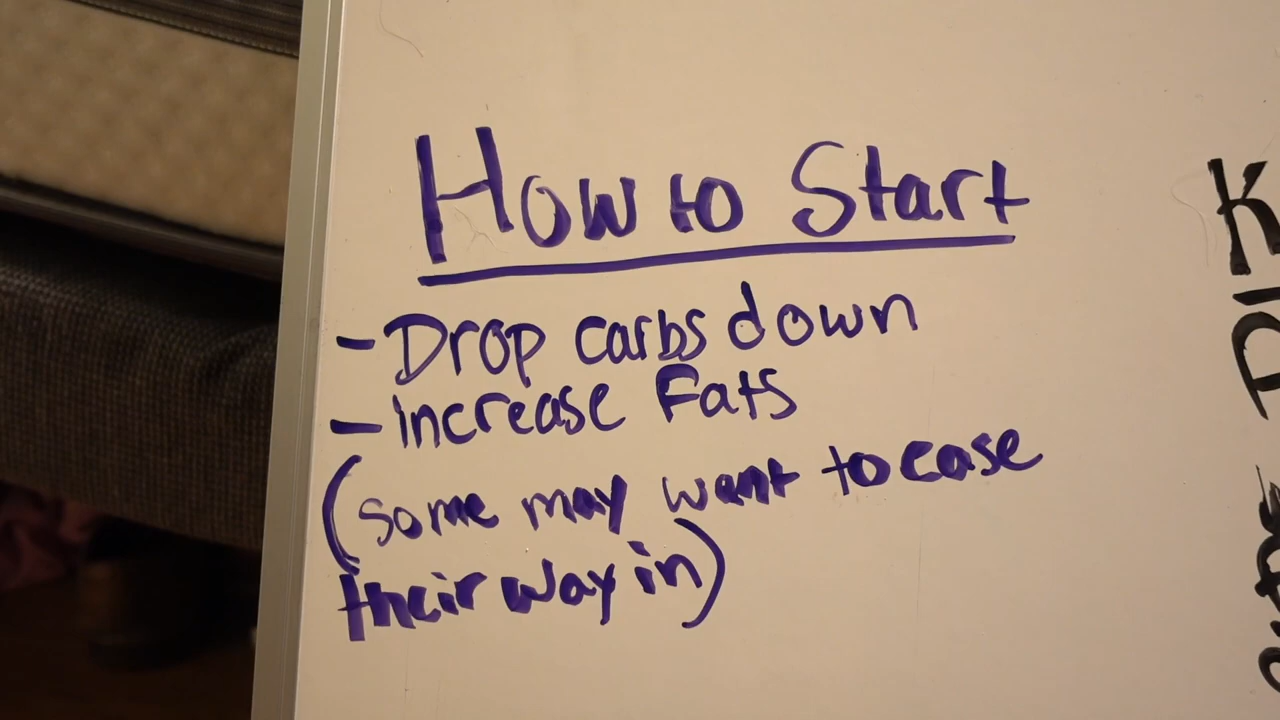 How to Start
- Drop carbs down
- increase Fats
(some may want to ease
their way in)
K